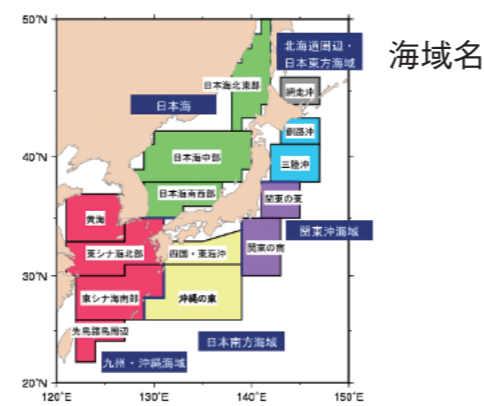 海域名
50°N
北海道周辺・
日本東方海域
日本海北東部
網走沖
日本海
釧路沖
40°N
日本海中部
三陸沖
日本海南西部
関東の東
黄海
関東沖海域
東シナ海北部
四国・東海沖
関東の南
30°N
東シナ海南部
沖縄の東
先島諸島周辺
日本南方海域
九州・沖縄海域
20°N
120°E
130°E
140°E
150°E